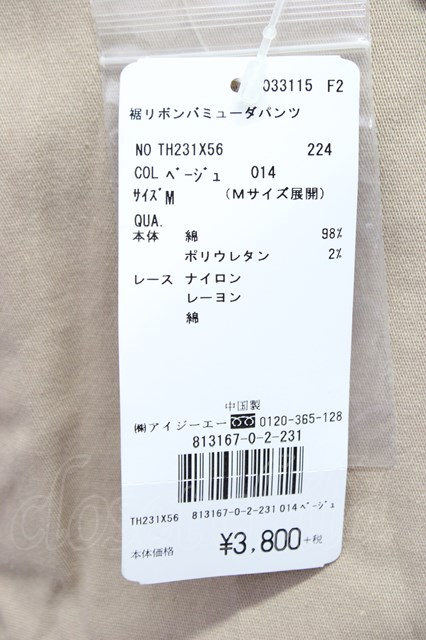 033115 F2
裾リボンバミューダパンツ
NO TH231X56 224
COL ベージュ 014
サイズ M (Mサイズ展開)
QUA.
本体 綿 98%
ポリウレタン 2%
レース ナイロン
レーヨン
綿
中国製
㈱アイジーエー 0120-365-128
813167-0-2-231
TH231X56 813167-0-2-231 014 ベージュ
本体価格 ¥3,800+税